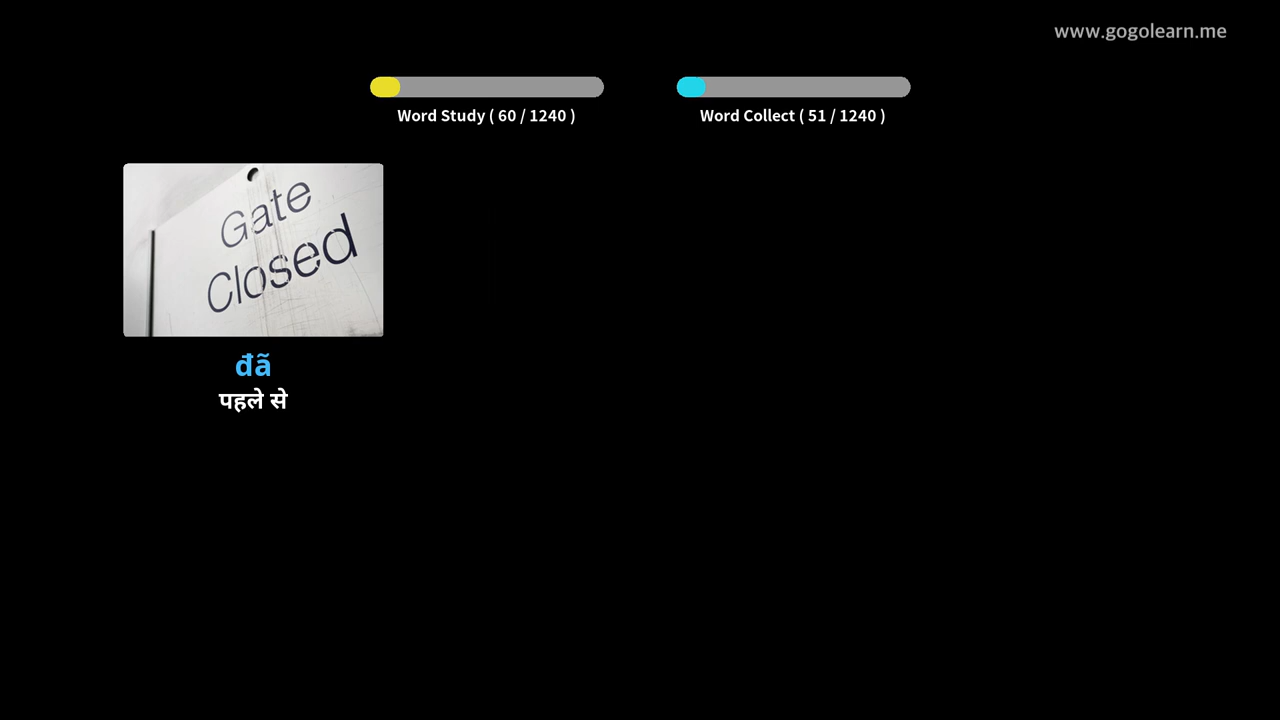 www.gogolearn.me
Word Study ( 60 / 1240 )
Word Collect ( 51 / 1240 )
Gate
Closed
đã
पहले से